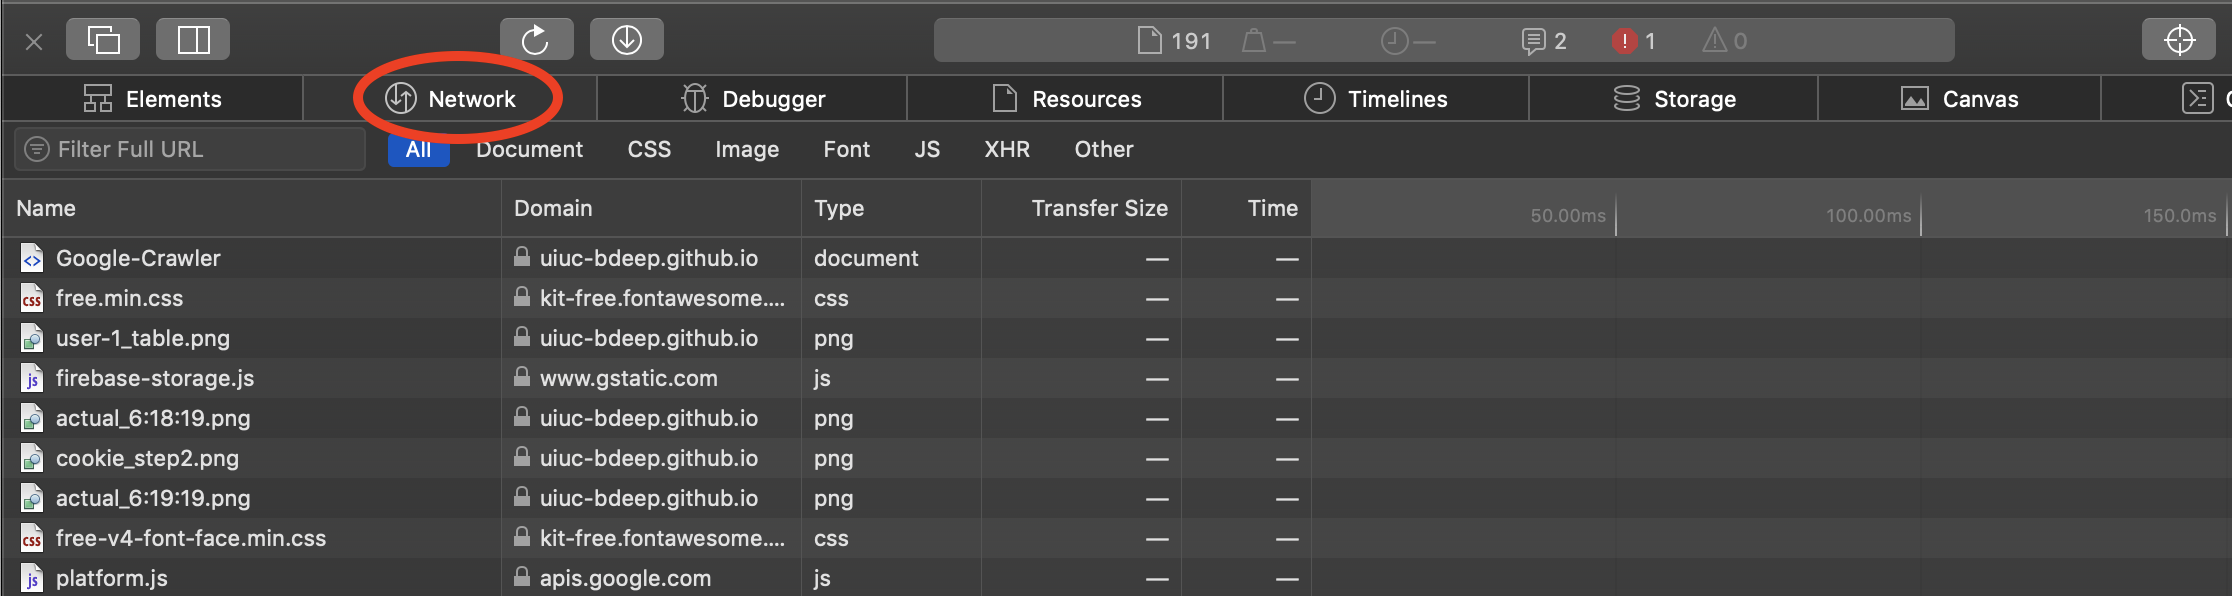 191 — — 2 1 0
Elements Network Debugger Resources Timelines Storage Canvas
Filter Full URL All Document CSS Image Font JS XHR Other
Name Domain Type Transfer Size Time 50.00ms 100.00ms 150.0ms
Google-Crawler uiuc-bdeep.github.io document — —
free.min.css kit-free.fontawesome.... css — —
user-1_table.png uiuc-bdeep.github.io png — —
firebase-storage.js www.gstatic.com js — —
actual_6:18:19.png uiuc-bdeep.github.io png — —
cookie_step2.png uiuc-bdeep.github.io png — —
actual_6:19:19.png uiuc-bdeep.github.io png — —
free-v4-font-face.min.css kit-free.fontawesome.... css — —
platform.js apis.google.com js — —